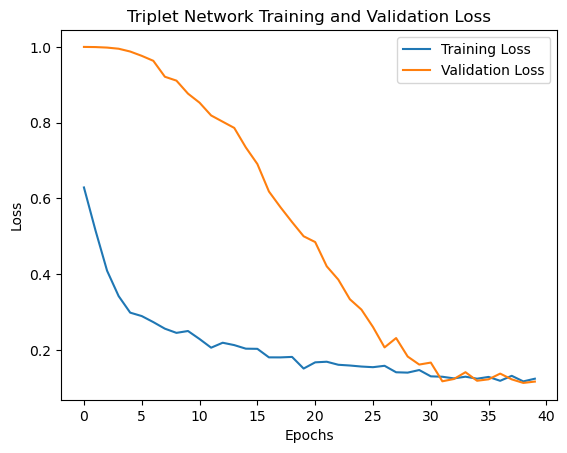 Triplet Network Training and Validation Loss
Training Loss
Validation Loss
1.0
0.8
0.6
0.4
0.2
Loss
0 5 10 15 20 25 30 35 40
Epochs